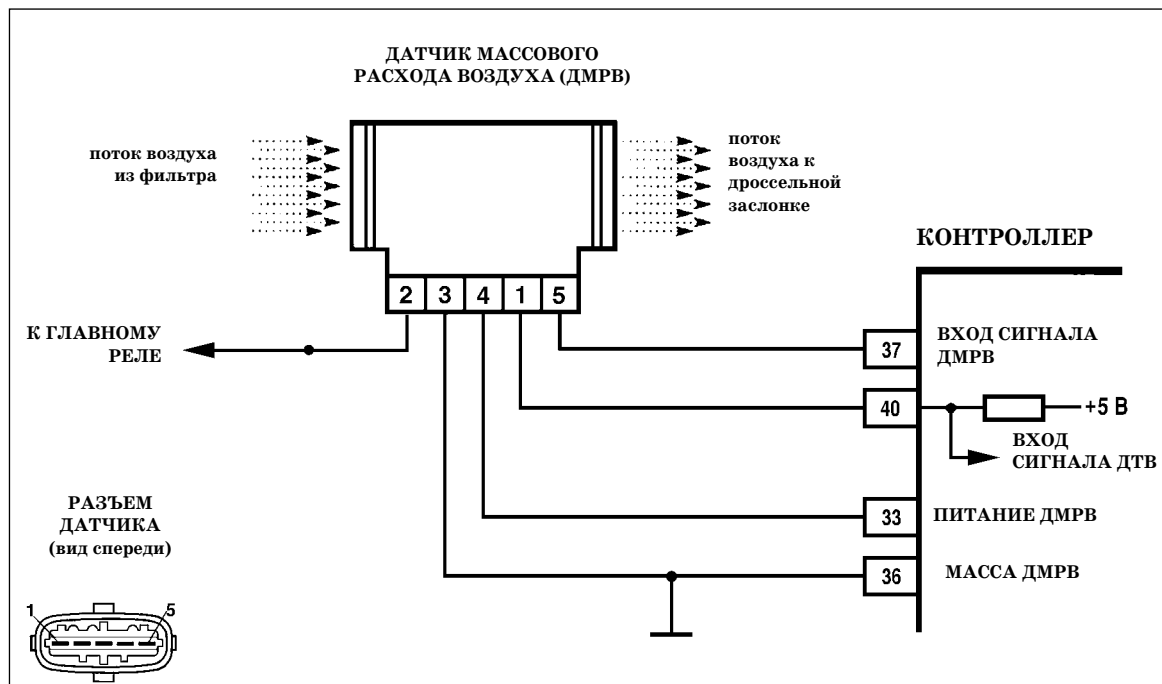 ДАТЧИК МАССОВОГО
РАСХОДА ВОЗДУХА (ДМРВ)
поток воздуха
из фильтра
поток
воздуха к
дроссельной
заслонке
КОНТРОЛЛЕР
2 3 4 1 5
К ГЛАВНОМУ
РЕЛЕ
37
ВХОД СИГНАЛА
ДМРВ
40
+5 В
ВХОД
СИГНАЛА ДТВ
33
ПИТАНИЕ ДМРВ
36
МАССА ДМРВ
РАЗЪЕМ
ДАТЧИКА
(вид спереди)
1 5